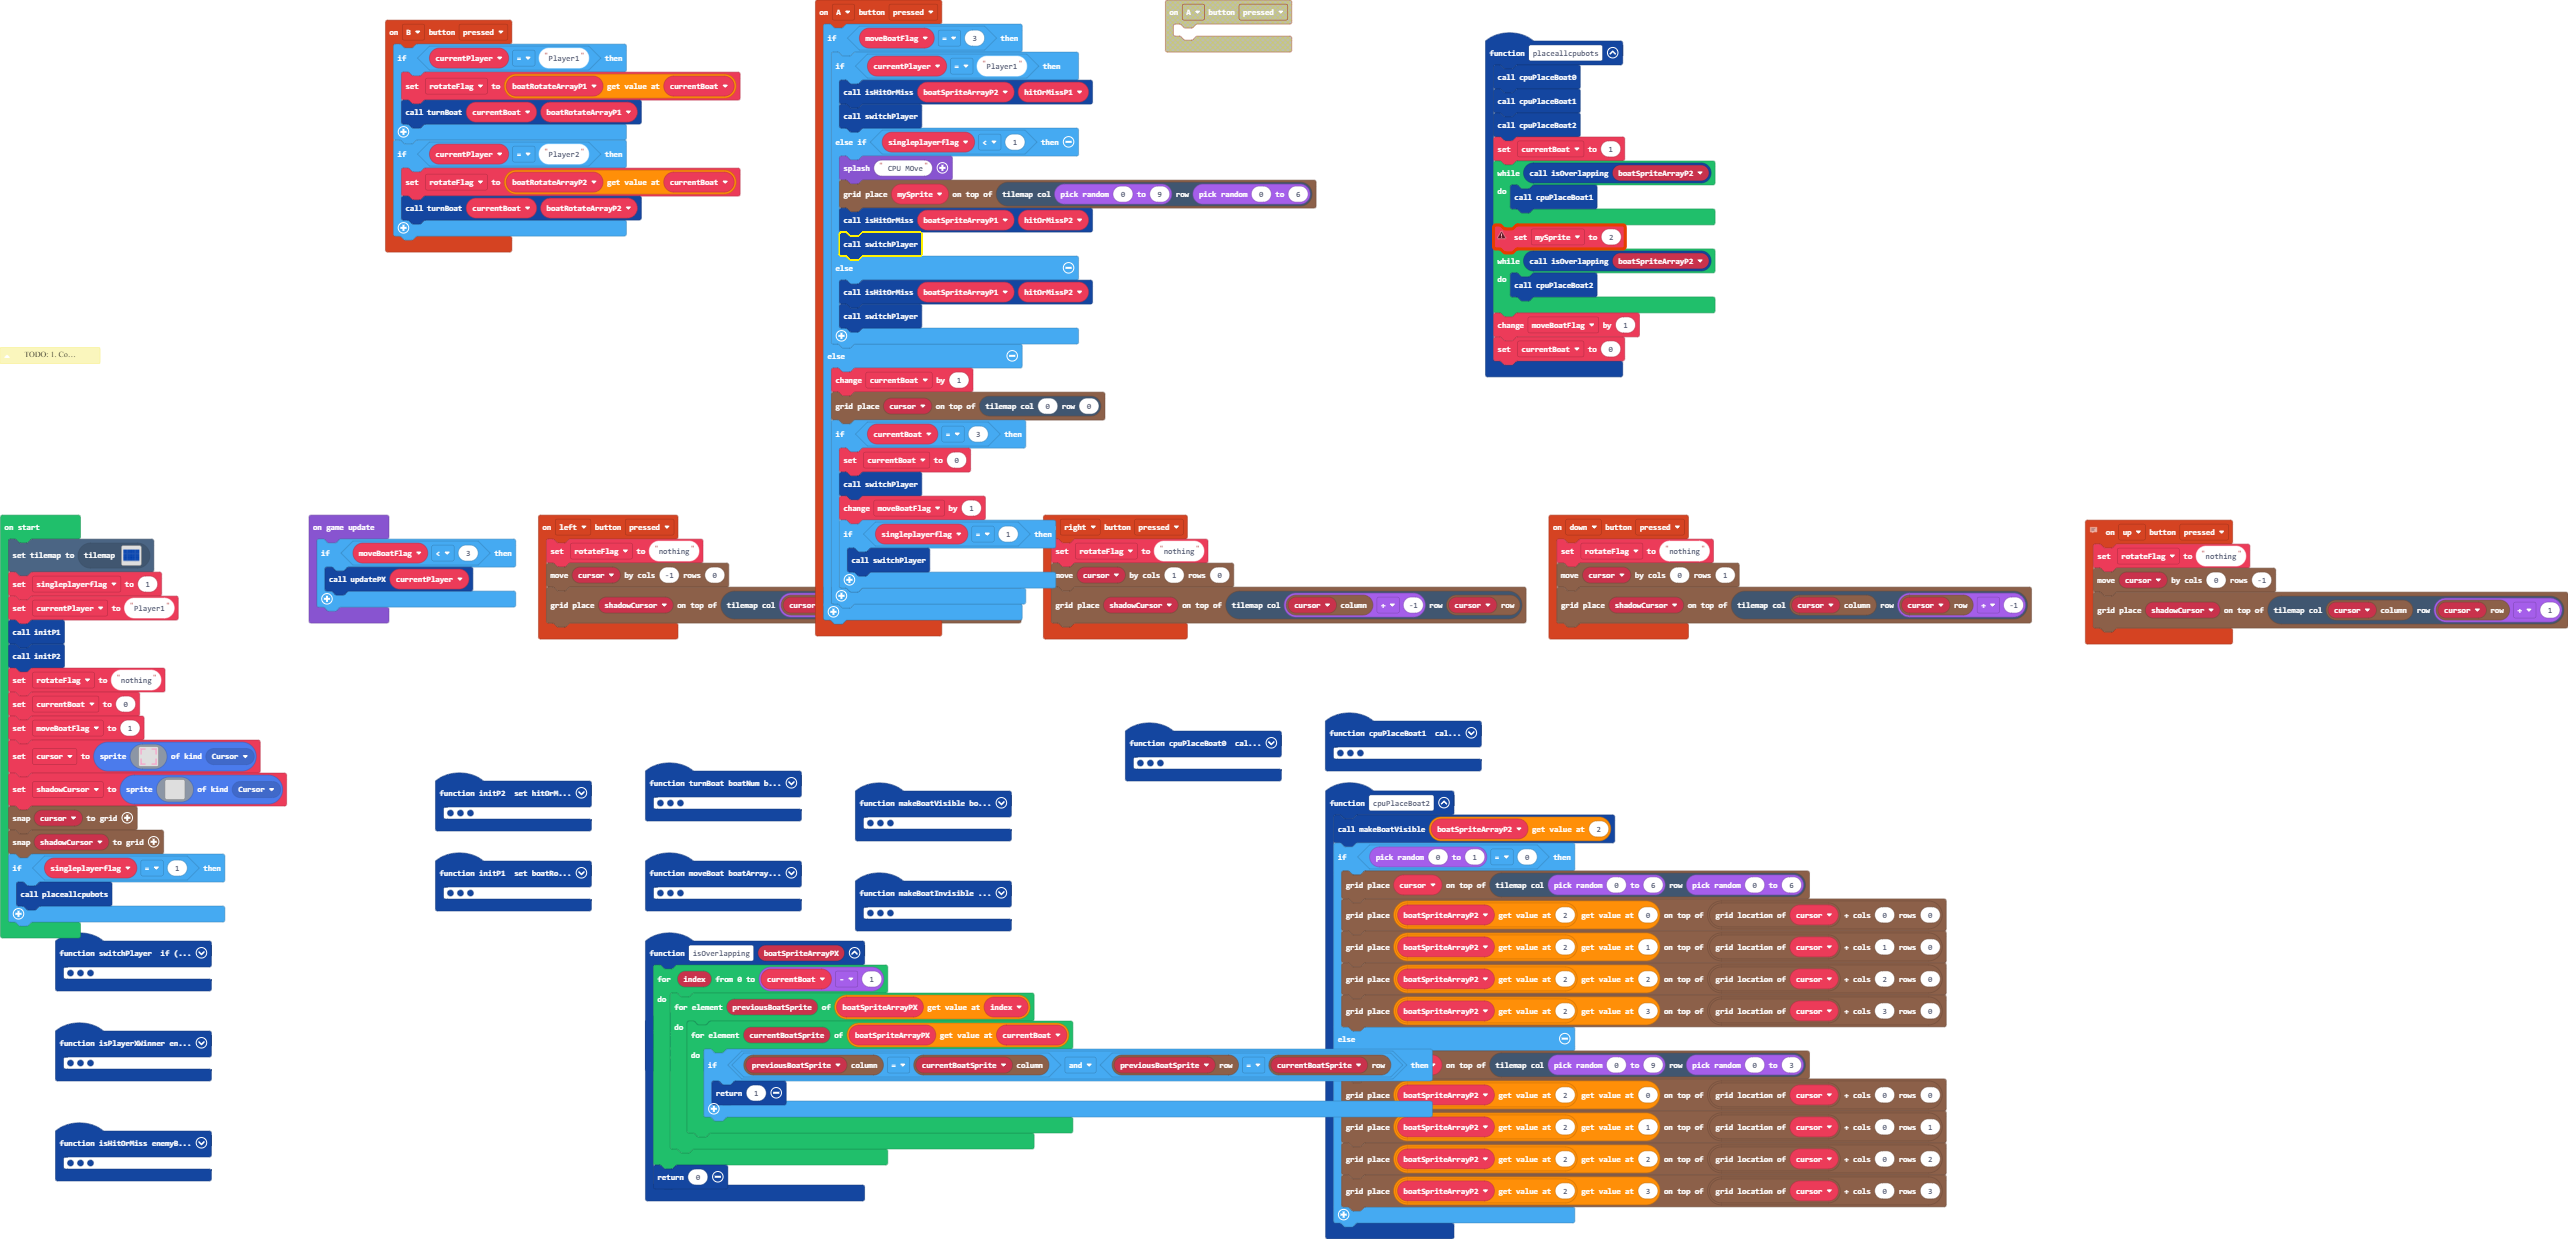 on B button pressed
if currentPlayer = "Player1" then
set rotateFlag to boatRotateArrayP1 get value at currentBoat
call turnBoat currentBoat boatRotateArrayP1
if currentPlayer = "Player2" then
set rotateFlag to boatRotateArrayP2 get value at currentBoat
call turnBoat currentBoat boatRotateArrayP2
on A button pressed
if moveBoatFlag = 3 then
if currentPlayer = "Player1" then
call isHitOrMiss boatSpriteArrayP2 hitOrMissP1
call switchPlayer
else if singleplayerflag < 1 then
splash "CPU MOve"
grid place mySprite on top of tilemap col pick random 0 to 9 row pick random 0 to 6
call isHitOrMiss boatSpriteArrayP1 hitOrMissP2
call switchPlayer
else
call isHitOrMiss boatSpriteArrayP1 hitOrMissP2
call switchPlayer
else
change currentBoat by 1
grid place cursor on top of tilemap col 0 row 0
if currentBoat = 3 then
set currentBoat to 0
call switchPlayer
change moveBoatFlag by 1
if singleplayerflag = 1 then
call switchPlayer
on A button pressed
function placeallcpubots
call cpuPlaceBoat0
call cpuPlaceBoat1
call cpuPlaceBoat2
set currentBoat to 1
while call isOverlapping boatSpriteArrayP2
do call cpuPlaceBoat1
set mySprite to 2
while call isOverlapping boatSpriteArrayP2
do call cpuPlaceBoat2
change moveBoatFlag by 1
set currentBoat to 0
TODO: 1. Co...
on start
set tilemap to tilemap
set singleplayerflag to 1
set currentPlayer to "Player1"
call initP1
call initP2
set rotateFlag to "nothing"
set currentBoat to 0
set moveBoatFlag to 1
set cursor to sprite of kind Cursor
set shadowCursor to sprite of kind Cursor
snap cursor to grid
snap shadowCursor to grid
if singleplayerflag = 1 then
call placeallcpubots
on game update
if moveBoatFlag < 3 then
call updatePX currentPlayer
on left button pressed
set rotateFlag to "nothing"
move cursor by cols -1 rows 0
grid place shadowCursor on top of tilemap col cursor
right button pressed
set rotateFlag to "nothing"
move cursor by cols 1 rows 0
grid place shadowCursor on top of tilemap col cursor column + -1 row cursor row
on down button pressed
set rotateFlag to "nothing"
move cursor by cols 0 rows 1
grid place shadowCursor on top of tilemap col cursor column row cursor row + -1
on up button pressed
set rotateFlag to "nothing"
move cursor by cols 0 rows -1
grid place shadowCursor on top of tilemap col cursor column row cursor row + 1
function switchPlayer if (...
function isPlayerXWinner en...
function isHitOrMiss enemyB...
function initP2 set hitOrM...
function initP1 set boatRo...
function turnBoat boatNum b...
function moveBoat boatArray...
function makeBoatVisible bo...
function makeBoatInvisible ...
function isOverlapping boatSpriteArrayPX
for index from 0 to currentBoat - 1
do for element previousBoatSprite of boatSpriteArrayPX get value at index
do for element currentBoatSprite of boatSpriteArrayPX get value at currentBoat
do if previousBoatSprite column = currentBoatSprite column and previousBoatSprite row = currentBoatSprite row then
return 1
return 0
function cpuPlaceBoat0 cal...
function cpuPlaceBoat1 cal...
function cpuPlaceBoat2
call makeBoatVisible boatSpriteArrayP2 get value at 2
if pick random 0 to 1 = 0 then
grid place cursor on top of tilemap col pick random 0 to 6 row pick random 0 to 6
grid place boatSpriteArrayP2 get value at 2 get value at 0 on top of grid location of cursor + cols 0 rows 0
grid place boatSpriteArrayP2 get value at 2 get value at 1 on top of grid location of cursor + cols 1 rows 0
grid place boatSpriteArrayP2 get value at 2 get value at 2 on top of grid location of cursor + cols 2 rows 0
grid place boatSpriteArrayP2 get value at 2 get value at 3 on top of grid location of cursor + cols 3 rows 0
else
on top of tilemap col pick random 0 to 9 row pick random 0 to 3
grid place boatSpriteArrayP2 get value at 2 get value at 0 on top of grid location of cursor + cols 0 rows 0
grid place boatSpriteArrayP2 get value at 2 get value at 1 on top of grid location of cursor + cols 0 rows 1
grid place boatSpriteArrayP2 get value at 2 get value at 2 on top of grid location of cursor + cols 0 rows 2
grid place boatSpriteArrayP2 get value at 2 get value at 3 on top of grid location of cursor + cols 0 rows 3